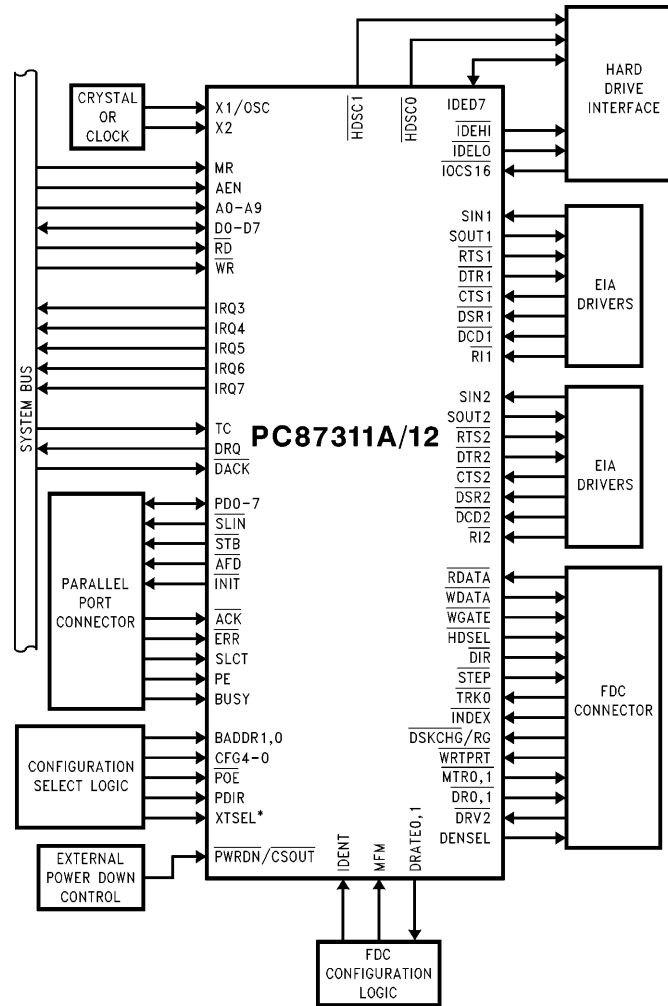 CRYSTAL
OR
CLOCK
HARD
DRIVE
INTERFACE
SYSTEM BUS
X1/OSC
X2
MR
AEN
A0-A9
D0-D7
RD
WR
IRQ3
IRQ4
IRQ5
IRQ6
IRQ7
TC
DRQ
DACK
PD0-7
SLIN
STB
AFD
INIT
ACK
ERR
SLCT
PE
BUSY
BADDR1,0
CFG4-0
POE
PDIR
XTSEL*
PWRDN/CSOUT
PARALLEL
PORT
CONNECTOR
CONFIGURATION
SELECT LOGIC
EXTERNAL
POWER DOWN
CONTROL
PC87311A/12
HDSC1
HDSC0
IDED7
IDEHI
IDELO
IOCS16
SIN1
SOUT1
RTS1
DTR1
CTS1
DSR1
DCD1
RI1
EIA
DRIVERS
SIN2
SOUT2
RTS2
DTR2
CTS2
DSR2
DCD2
RI2
EIA
DRIVERS
RDATA
WDATA
WGATE
HDSEL
DIR
STEP
TRK0
INDEX
DSKCHG/RG
WRTPRT
MTR0,1
DR0,1
DRV2
DENSEL
FDC
CONNECTOR
IDENT
MFM
DRATE0,1
FDC
CONFIGURATION
LOGIC